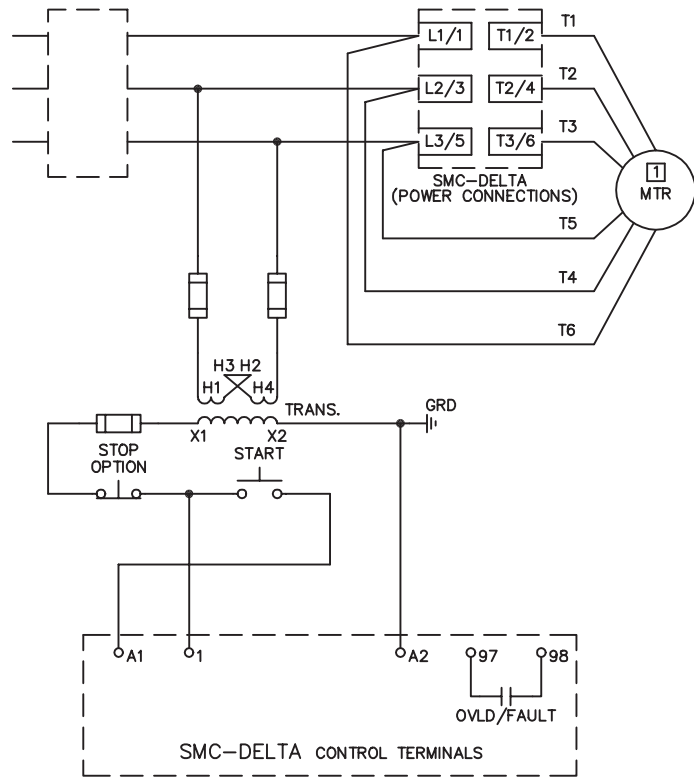 T1
L1/1 T1/2
T2
L2/3 T2/4
T3
L3/5 T3/6
1
MTR
SMC-DELTA
(POWER CONNECTIONS)
T5
T4
T6
H3 H2
H1 H4
TRANS.
GRD
X1 X2
STOP
OPTION
START
A1 1 A2 97 98
OVLD/FAULT
SMC-DELTA CONTROL TERMINALS